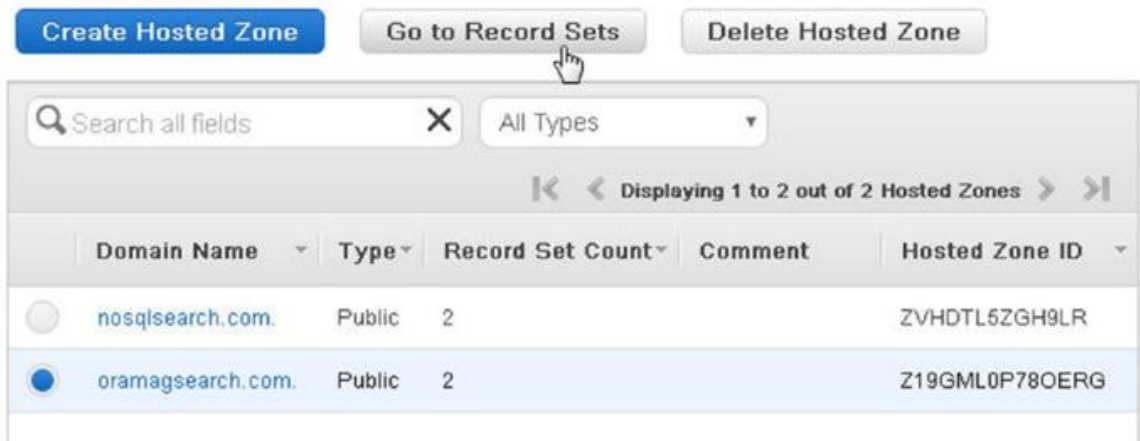 Create Hosted Zone Go to Record Sets Delete Hosted Zone
Search all fields All Types
Displaying 1 to 2 out of 2 Hosted Zones
Domain Name Type Record Set Count Comment Hosted Zone ID
nosqlsearch.com. Public 2 ZVHDTL5ZGH9LR
oramagsearch.com. Public 2 Z19GML0P78OERG